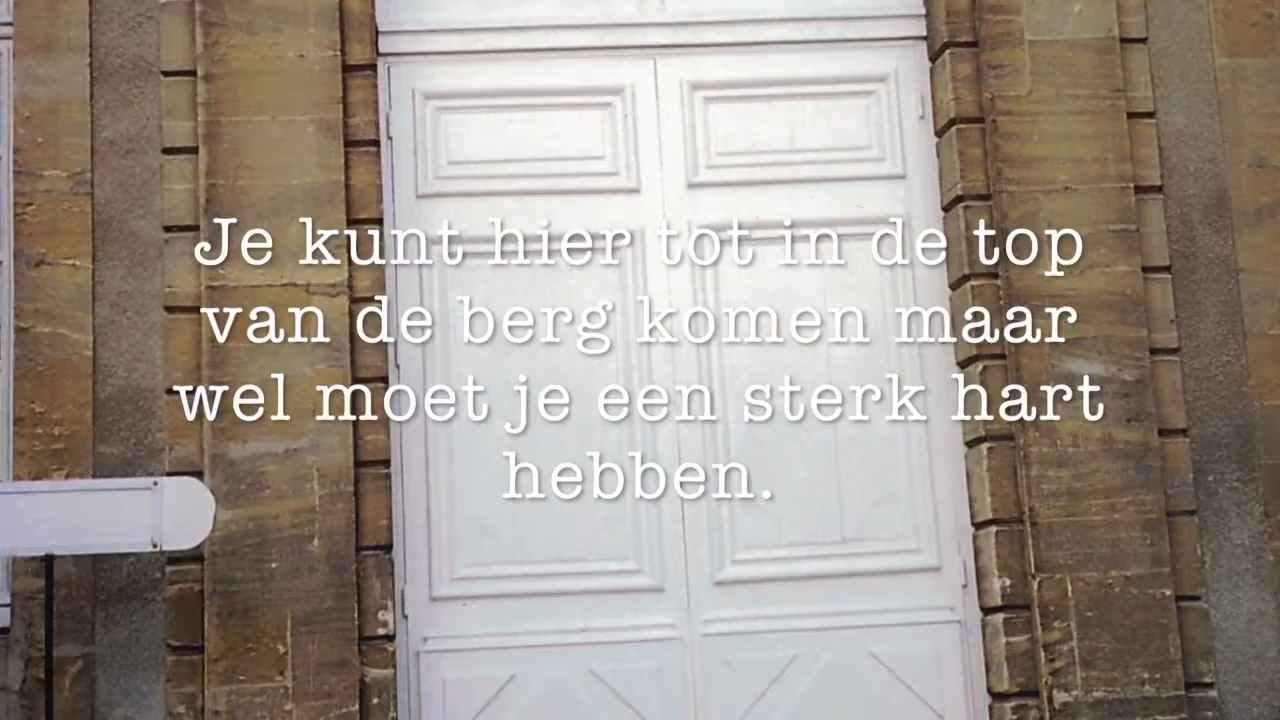 Je kunt hier tot in de top
van de berg komen maar
wel moet je een sterk hart
hebben.